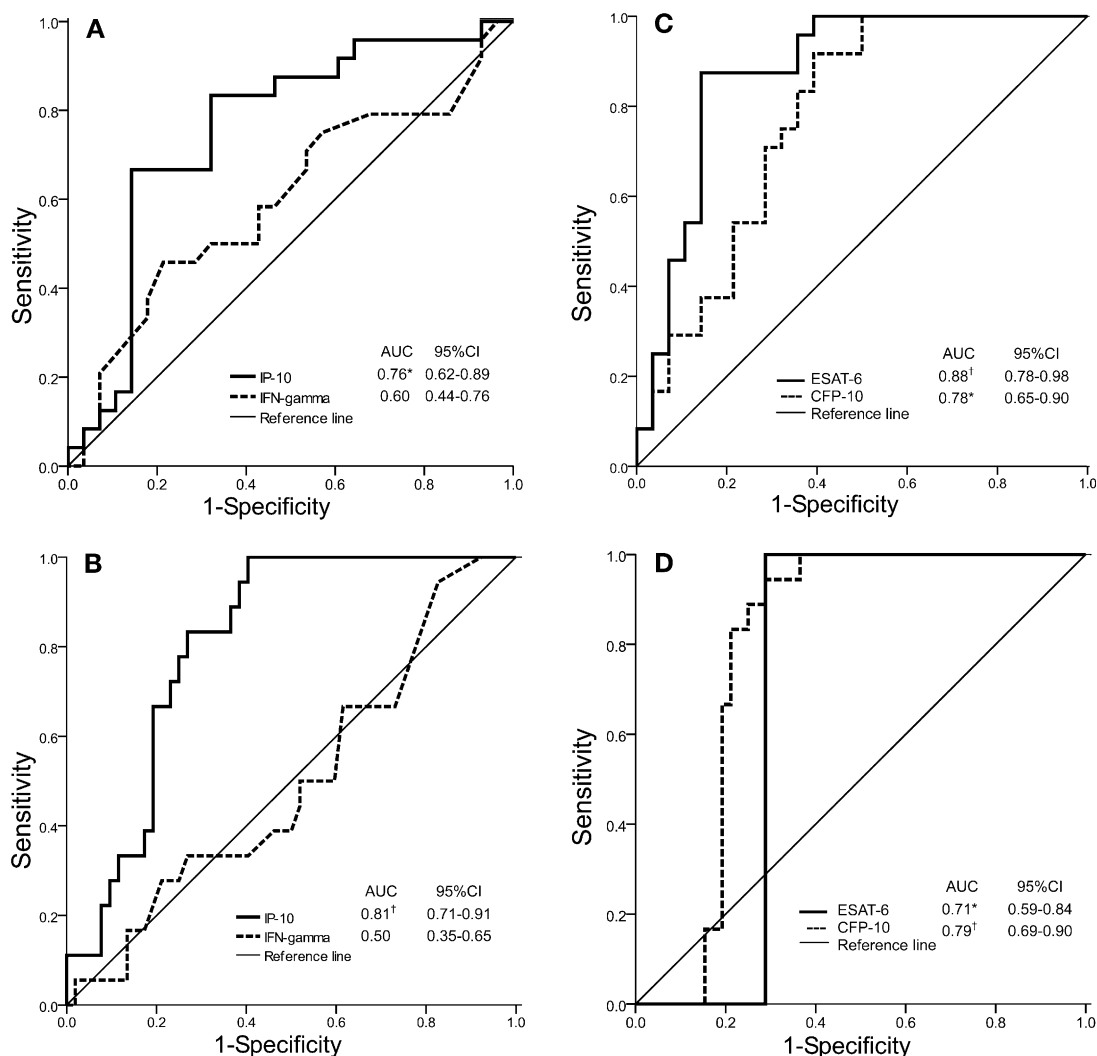 A
1.0
0.8
0.6
0.4
0.2
0.0
Sensitivity
AUC 95%CI
IP-10 0.76* 0.62-0.89
IFN-gamma 0.60 0.44-0.76
Reference line
0.0 0.2 0.4 0.6 0.8 1.0
1-Specificity
C
1.0
0.8
0.6
0.4
0.2
0.0
Sensitivity
AUC 95%CI
ESAT-6 0.88† 0.78-0.98
CFP-10 0.78* 0.65-0.90
Reference line
0.0 0.2 0.4 0.6 0.8 1.0
1-Specificity
B
1.0
0.8
0.6
0.4
0.2
0.0
Sensitivity
AUC 95%CI
IP-10 0.81† 0.71-0.91
IFN-gamma 0.50 0.35-0.65
Reference line
0.0 0.2 0.4 0.6 0.8 1.0
1-Specificity
D
1.0
0.8
0.6
0.4
0.2
0.0
Sensitivity
AUC 95%CI
ESAT-6 0.71* 0.59-0.84
CFP-10 0.79† 0.69-0.90
Reference line
0.0 0.2 0.4 0.6 0.8 1.0
1-Specificity